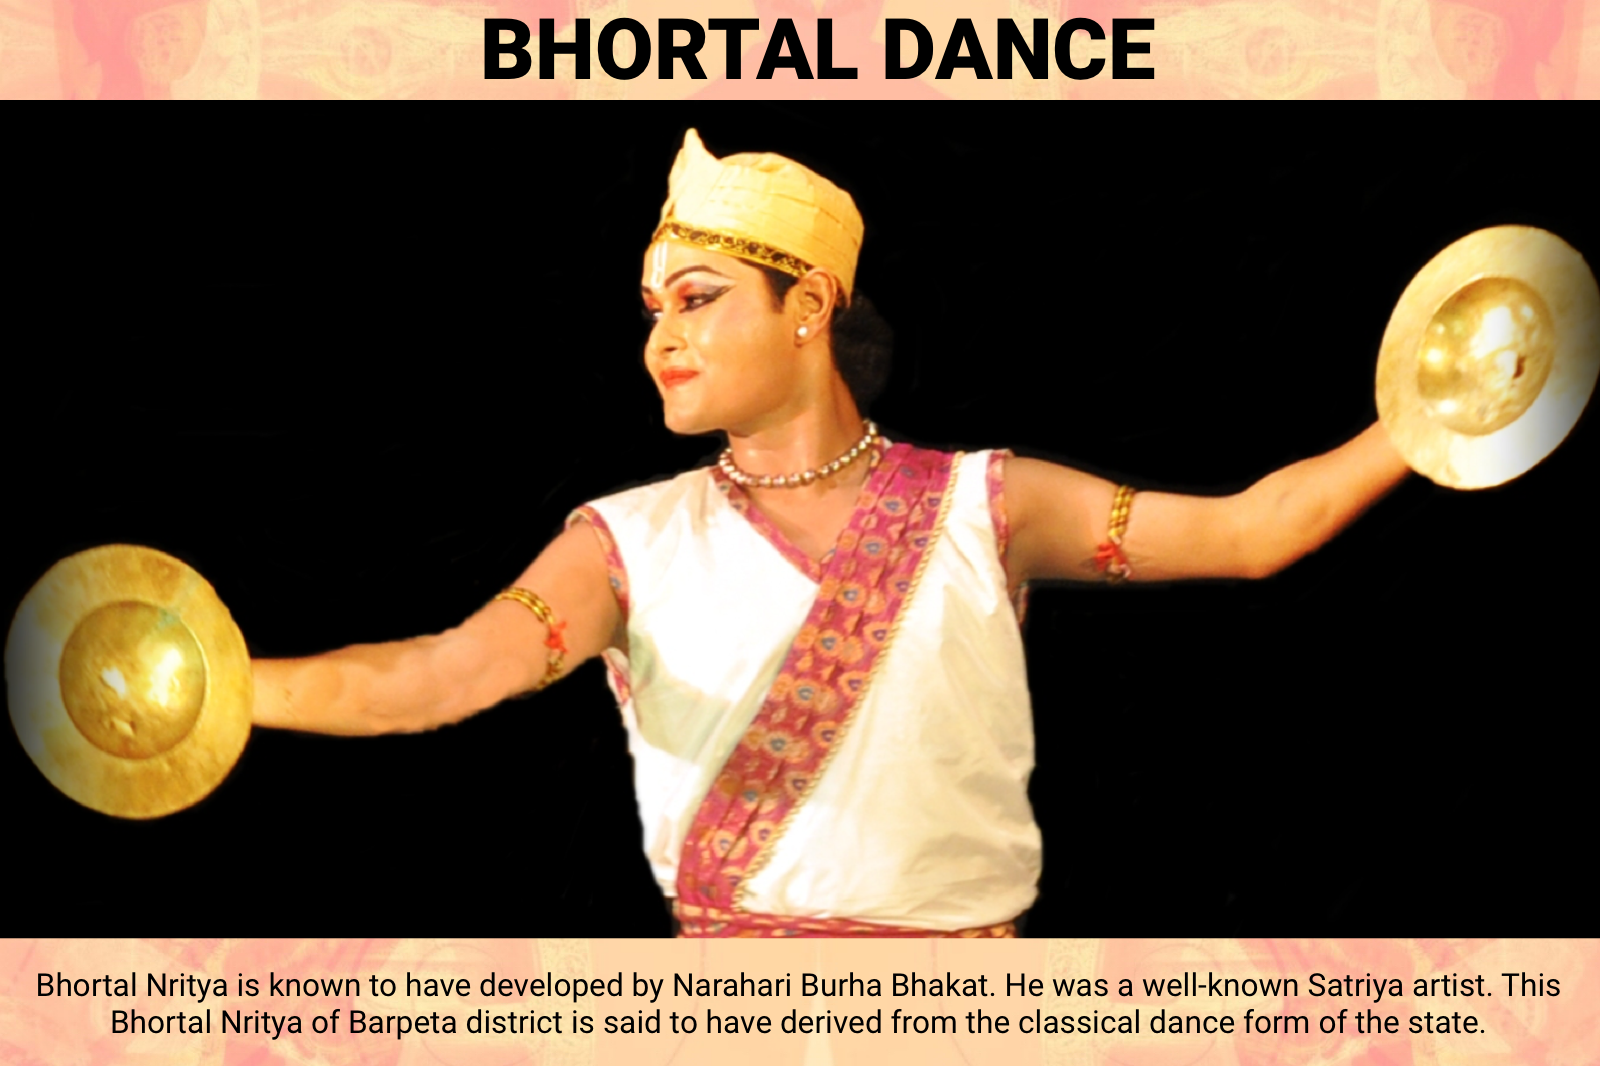 BHORTAL DANCE
Bhortal Nritya is known to have developed by Narahari Burha Bhakat. He was a well-known Satriya artist. This
Bhortal Nritya of Barpeta district is said to have derived from the classical dance form of the state.